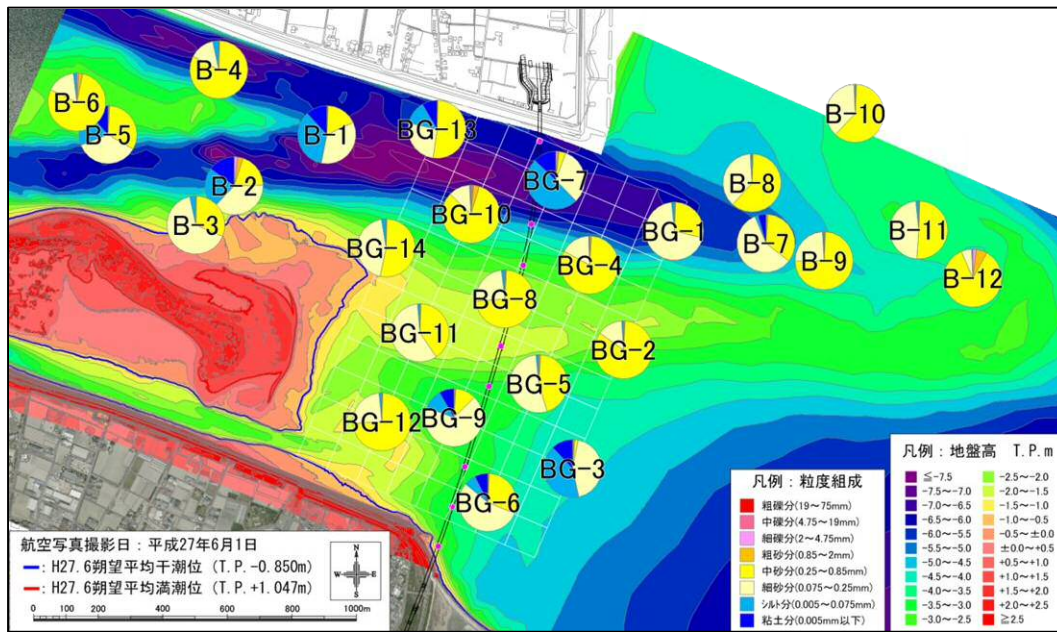 B-4
B-6
B-5
B-1
BG-13
B-10
B-2
BG-7
B-8
B-3
BG-10
BG-1
B-7
B-11
BG-14
BG-4
B-9
B-12
BG-8
BG-11
BG-2
BG-5
BG-12
BG-9
BG-3
BG-6
航空写真撮影日：平成27年6月1日
：H27.6朔望平均干潮位（T.P.-0.850m）
：H27.6朔望平均満潮位（T.P.+1.047m）
0 200 400 600 800 1000m
N
W
E
S
凡例：粒度組成
粗礫分(19～75mm)
中礫分(4.75～19mm)
細礫分(2～4.75mm)
粗砂分(0.85～2mm)
中砂分(0.25～0.85mm)
細砂分(0.075～0.25mm)
シルト分(0.005～0.075mm)
粘土分(0.005mm以下)
凡例：地盤高 T.P.m
≦-7.5
-7.5～-7.0
-7.0～-6.5
-6.5～-6.0
-6.0～-5.5
-5.5～-5.0
-5.0～-4.5
-4.5～-4.0
-4.0～-3.5
-3.5～-3.0
-3.0～-2.5
-2.5～-2.0
-2.0～-1.5
-1.5～-1.0
-1.0～-0.5
-0.5～±0.0
±0.0～+0.5
+0.5～+1.0
+1.0～+1.5
+1.5～+2.0
+2.0～+2.5
≧2.5